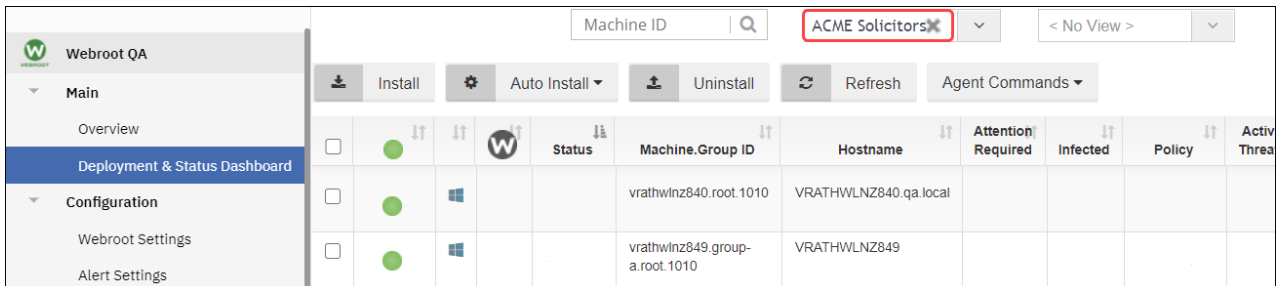 Machine ID
ACME Solicitors
< No View >
W
WEBROOT
Webroot QA
Main
Overview
Deployment & Status Dashboard
Configuration
Webroot Settings
Alert Settings
Install
Auto Install
Uninstall
Refresh
Agent Commands
W
Status
Machine.Group ID
Hostname
Attention
Required
Infected
Policy
Activ
Threa
vrathwlnz840.root.1010
VRATHWLNZ840.qa.local
vrathwlnz849.group-
a.root.1010
VRATHWLNZ849